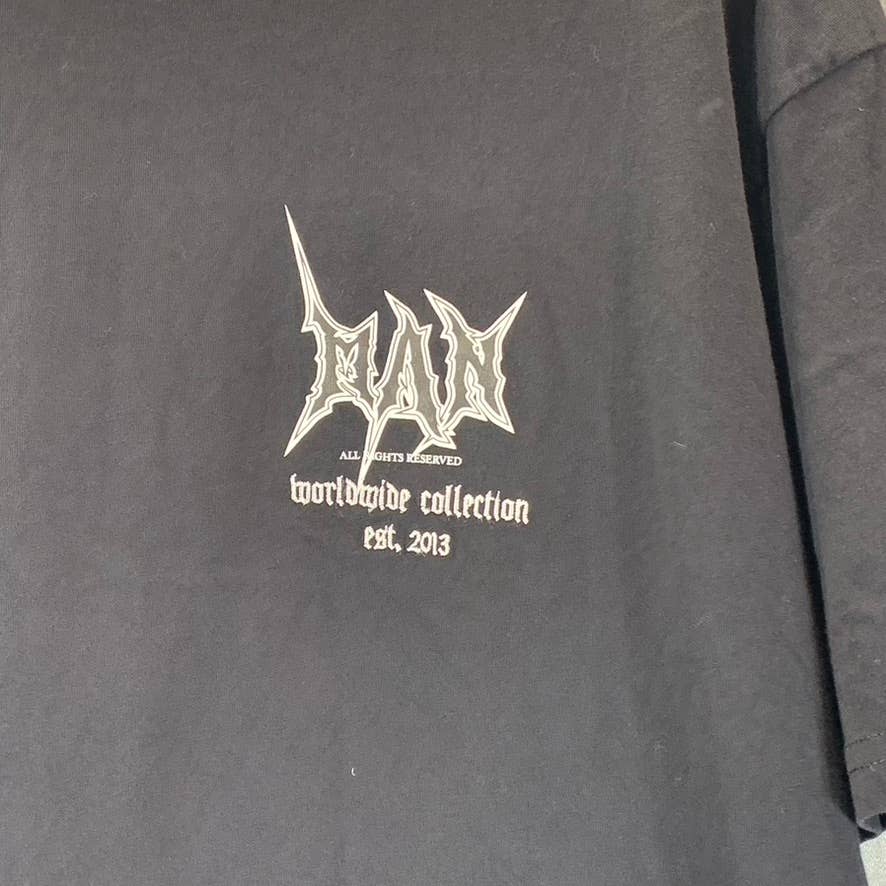 MAN
ALL RIGHTS RESERVED
worldwide collection
est. 2013